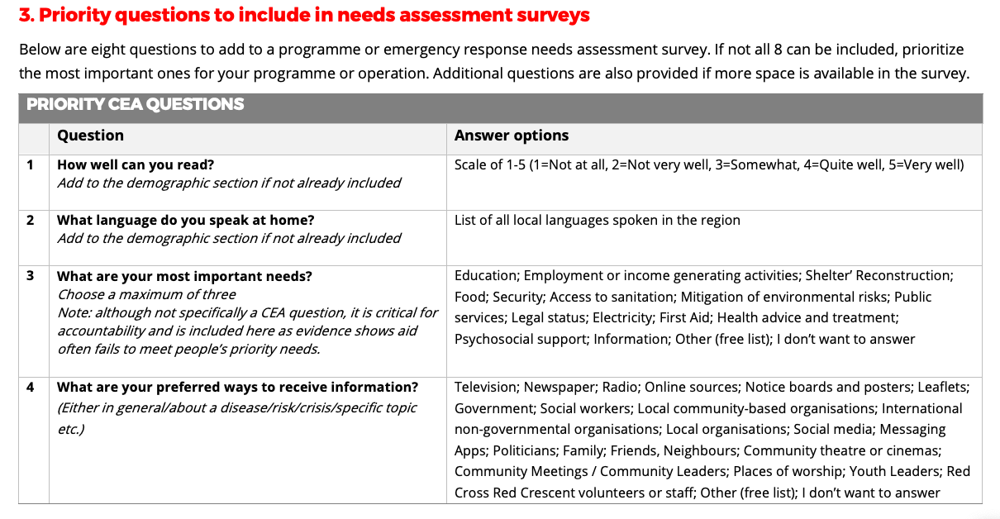 3. Priority questions to include in needs assessment surveys
Below are eight questions to add to a programme or emergency response needs assessment survey. If not all 8 can be included, prioritize
the most important ones for your programme or operation. Additional questions are also provided if more space is available in the survey.
PRIORITY CEA QUESTIONS
Question
Answer options
1
How well can you read?
Add to the demographic section if not already included
Scale of 1-5 (1=Not at all, 2=Not very well, 3=Somewhat, 4=Quite well, 5=Very well)
2
What language do you speak at home?
Add to the demographic section if not already included
List of all local languages spoken in the region
3
What are your most important needs?
Choose a maximum of three
Note: although not specifically a CEA question, it is critical for
accountability and is included here as evidence shows aid
often fails to meet people’s priority needs.
Education; Employment or income generating activities; Shelter’ Reconstruction;
Food; Security; Access to sanitation; Mitigation of environmental risks; Public
services; Legal status; Electricity; First Aid; Health advice and treatment;
Psychosocial support; Information; Other (free list); I don’t want to answer
4
What are your preferred ways to receive information?
(Either in general/about a disease/risk/crisis/specific topic
etc.)
Television; Newspaper; Radio; Online sources; Notice boards and posters; Leaflets;
Government; Social workers; Local community-based organisations; International
non-governmental organisations; Local organisations; Social media; Messaging
Apps; Politicians; Family; Friends, Neighbours; Community theatre or cinemas;
Community Meetings / Community Leaders; Places of worship; Youth Leaders; Red
Cross Red Crescent volunteers or staff; Other (free list); I don’t want to answer